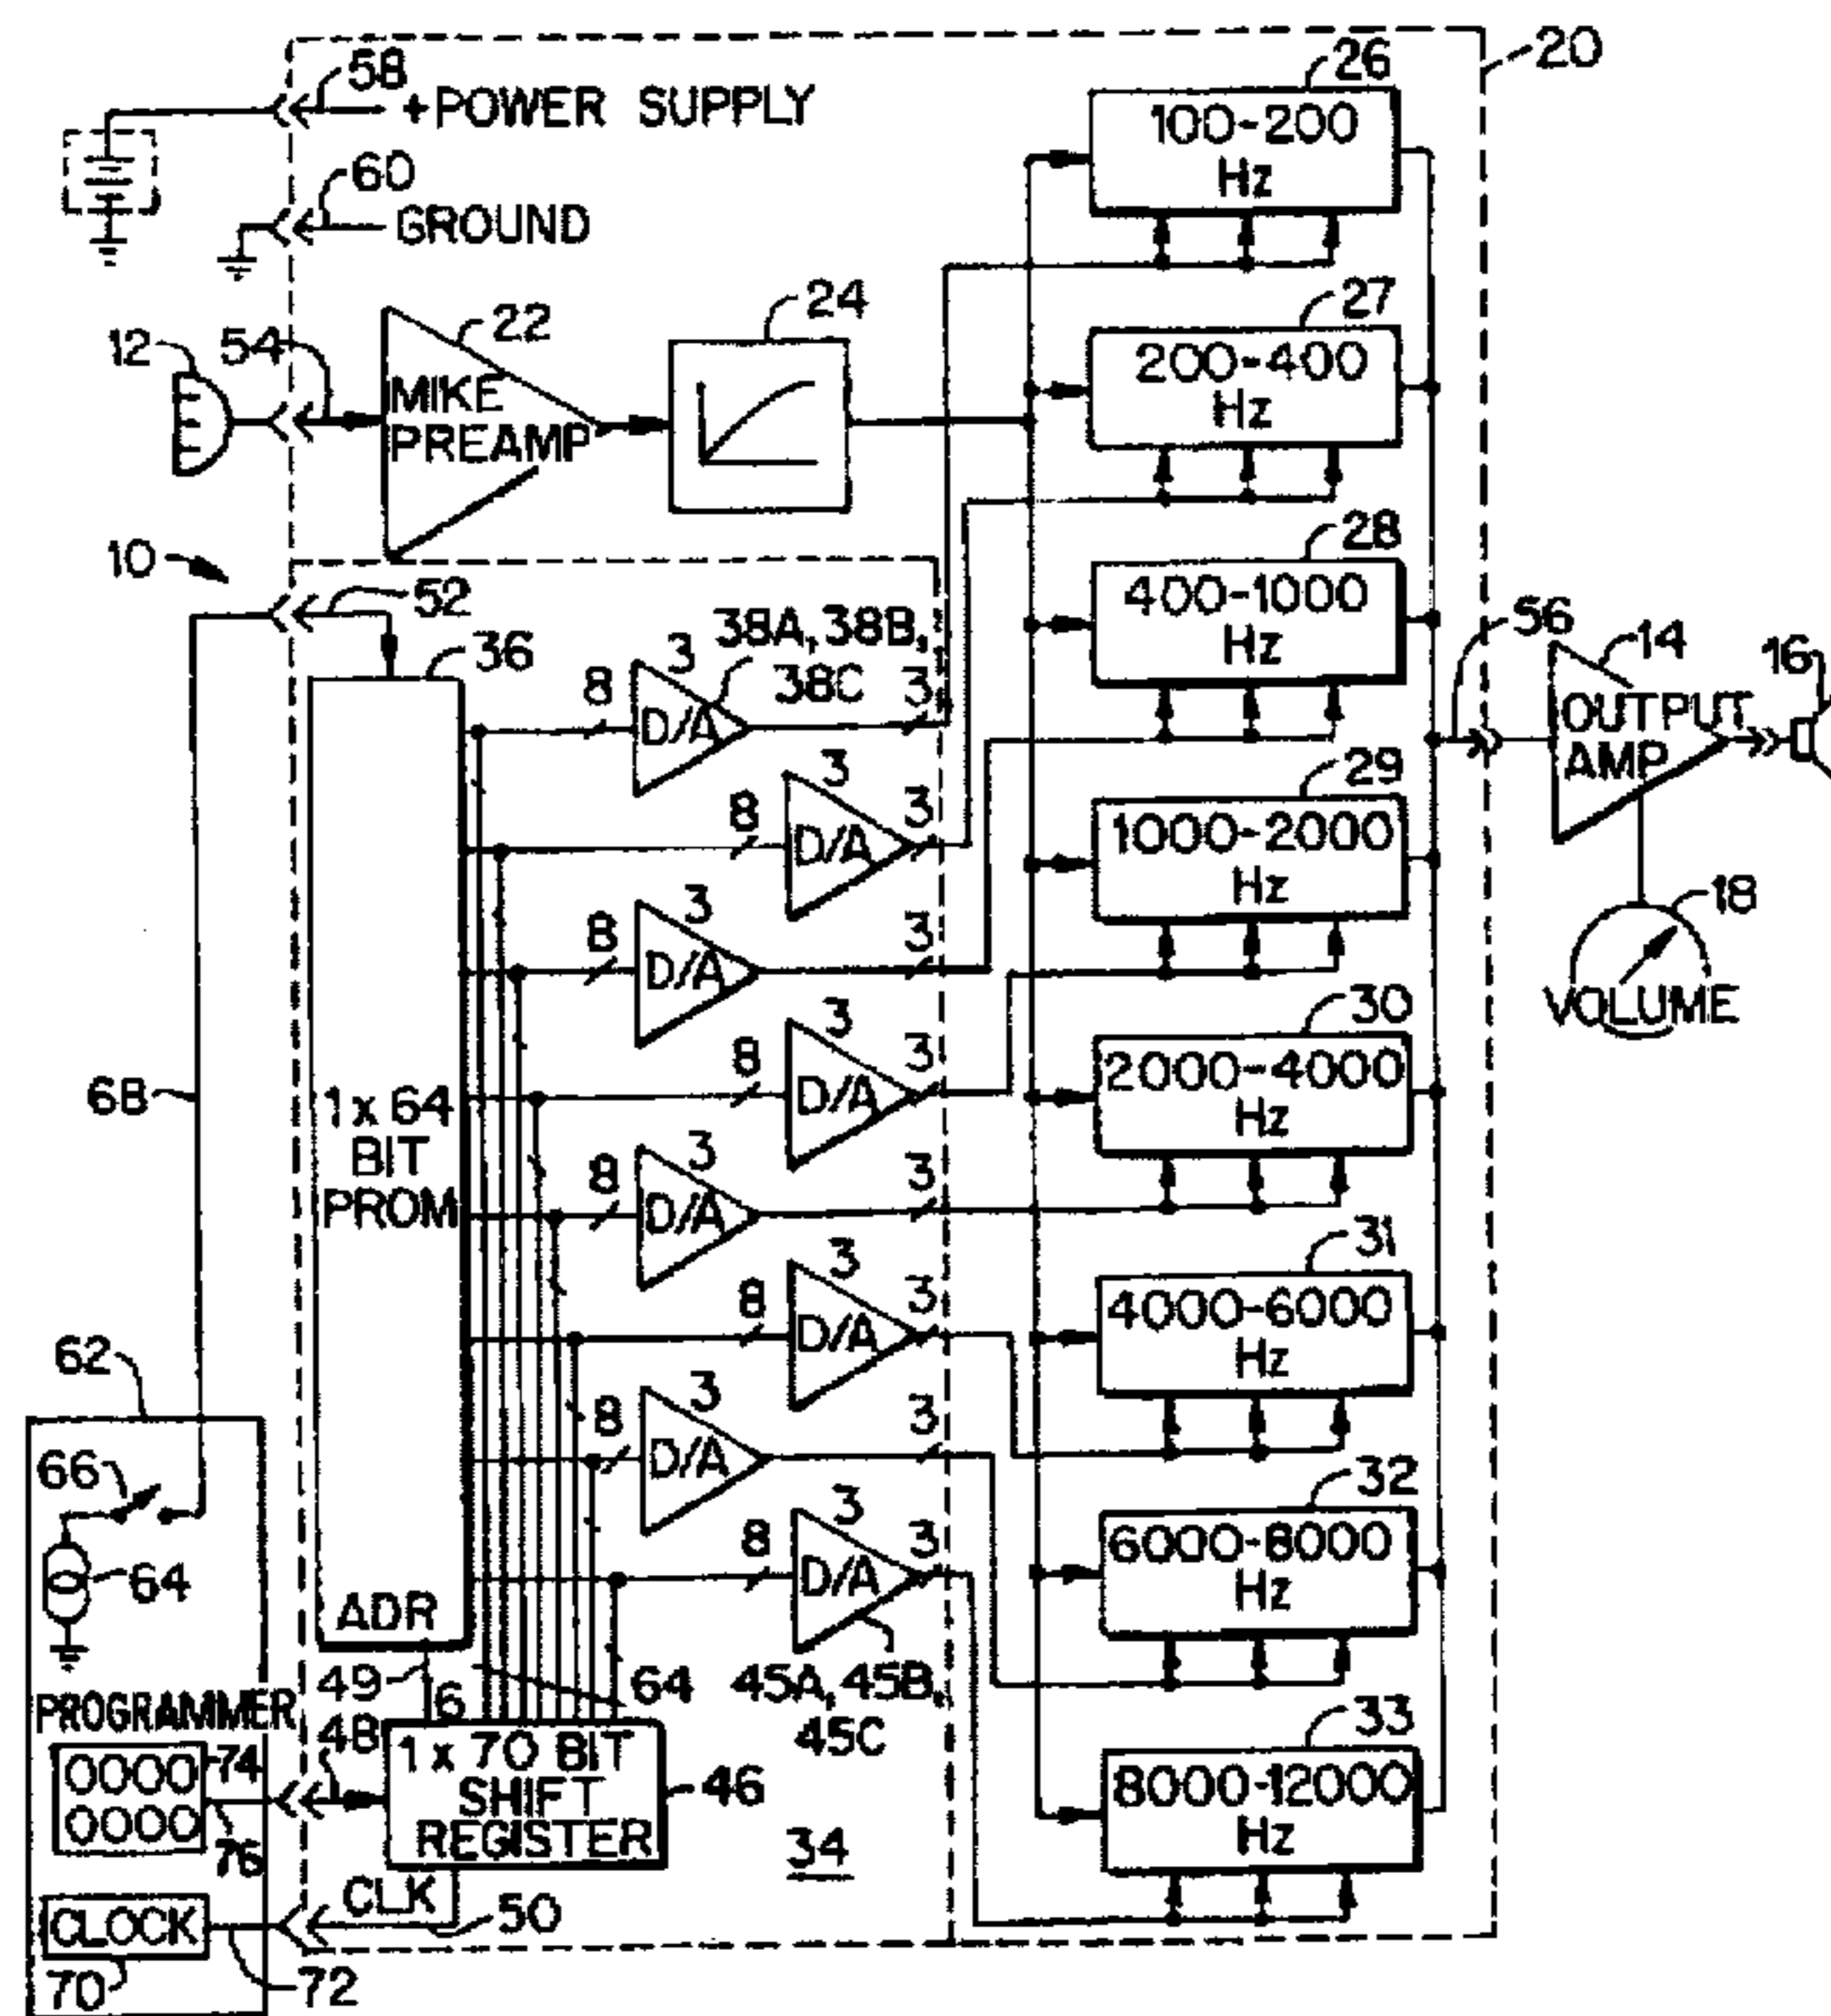 20
58
+POWER SUPPLY
26
100-200
Hz
60
GROUND
12
54
22
MIKE
PREAMP
24
27
200-400
Hz
10
52
28
400-1000
Hz
36
3
38A, 38B,
38C
8
D/A
3
56
14
OUTPUT
AMP
16
29
1000-2000
Hz
3
8
D/A
3
18
VOLUME
3
8
D/A
3
30
2000-4000
Hz
3
8
D/A
3
68
1 x 64
BIT
PROM
3
8
D/A
3
31
4000-6000
Hz
3
8
D/A
3
62
66
64
3
8
D/A
3
32
6000-8000
Hz
3
8
D/A
3
ADR
49
6
64
45A, 45B,
45C
33
8000-12000
Hz
PROGRAMMER
48
74
0000
0000
76
1 x 70 BIT
SHIFT
REGISTER
46
34
CLK
50
CLOCK
70
72